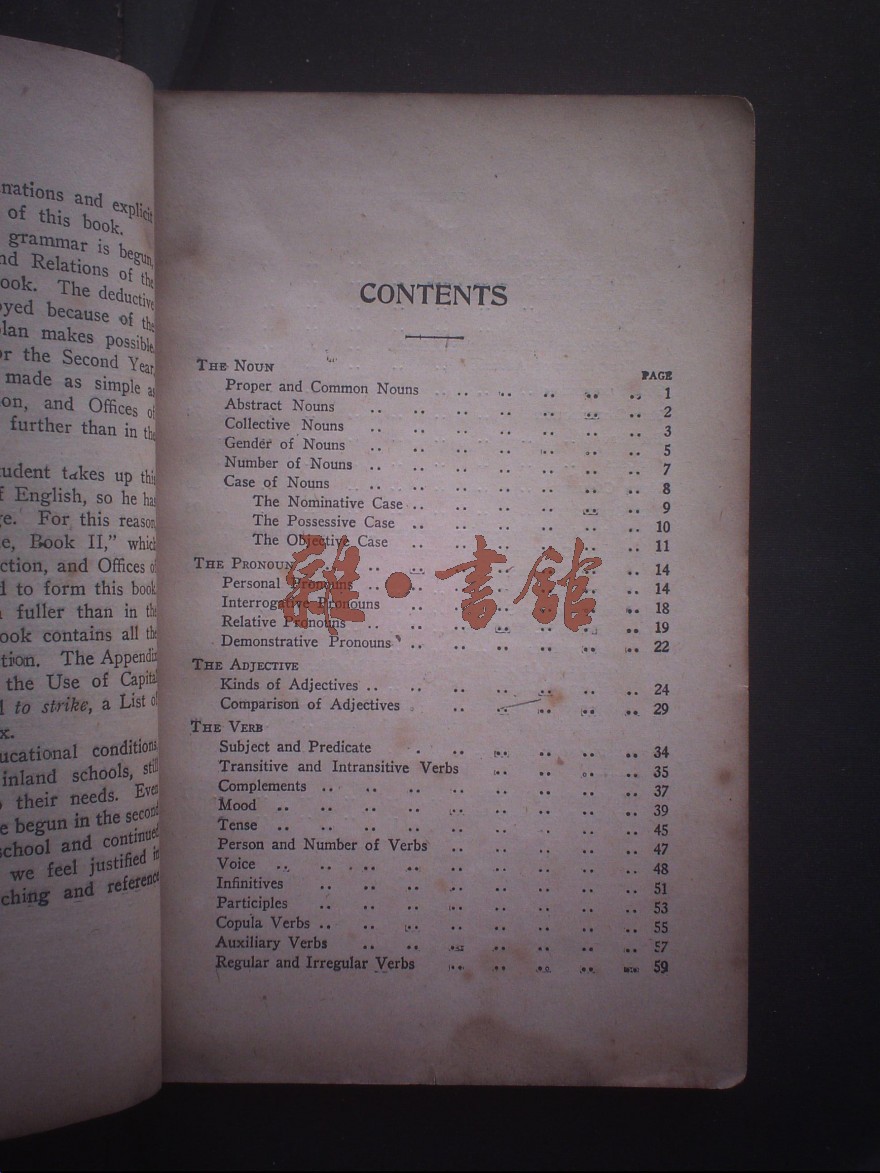 nations and explicit
of this book.
grammar is begun,
Relations of the
ook. The deductive
yed because of the
lan makes possible
r the Second Year,
made as simple as
on, and Offices of
further than in the
udent takes up this
f English, so he has
e. For this reason,
e, Book II," which
ction, and Offices of
d to form this book
fuller than in the
ook contains all the
tion. The Appendix
the Use of Capital
to strike, a List of
x.
ucational conditions,
inland schools, still
their needs. Even
e begun in the second
school and continued
we feel justified in
ching and reference
CONTENTS
PAGE
THE NOUN
Proper and Common Nouns .. .. .. .. .. 1
Abstract Nouns .. .. .. .. .. .. .. 2
Collective Nouns .. .. .. .. .. .. .. 3
Gender of Nouns .. .. .. .. .. .. .. 5
Number of Nouns .. .. .. .. .. .. .. 7
Case of Nouns .. .. .. .. .. .. .. 8
The Nominative Case .. .. .. .. .. .. 9
The Possessive Case .. .. .. .. .. .. 10
The Objective Case .. .. .. .. .. .. 11
THE PRONOUN .. .. .. .. .. .. .. 14
Personal Pronouns .. .. .. .. .. .. .. 14
Interrogative Pronouns .. .. .. .. .. .. 18
Relative Pronouns .. .. .. .. .. .. .. 19
Demonstrative Pronouns .. .. .. .. .. .. 22
THE ADJECTIVE
Kinds of Adjectives .. .. .. .. .. .. .. 24
Comparison of Adjectives .. .. .. .. .. .. 29
THE VERB
Subject and Predicate .. .. .. .. .. .. 34
Transitive and Intransitive Verbs .. .. .. .. 35
Complements .. .. .. .. .. .. .. .. 37
Mood .. .. .. .. .. .. .. .. .. 39
Tense .. .. .. .. .. .. .. .. .. 45
Person and Number of Verbs .. .. .. .. .. 47
Voice .. .. .. .. .. .. .. .. .. 48
Infinitives .. .. .. .. .. .. .. .. 51
Participles .. .. .. .. .. .. .. .. 53
Copula Verbs .. .. .. .. .. .. .. .. 55
Auxiliary Verbs .. .. .. .. .. .. .. 57
Regular and Irregular Verbs .. .. .. .. .. 59
雜·書館